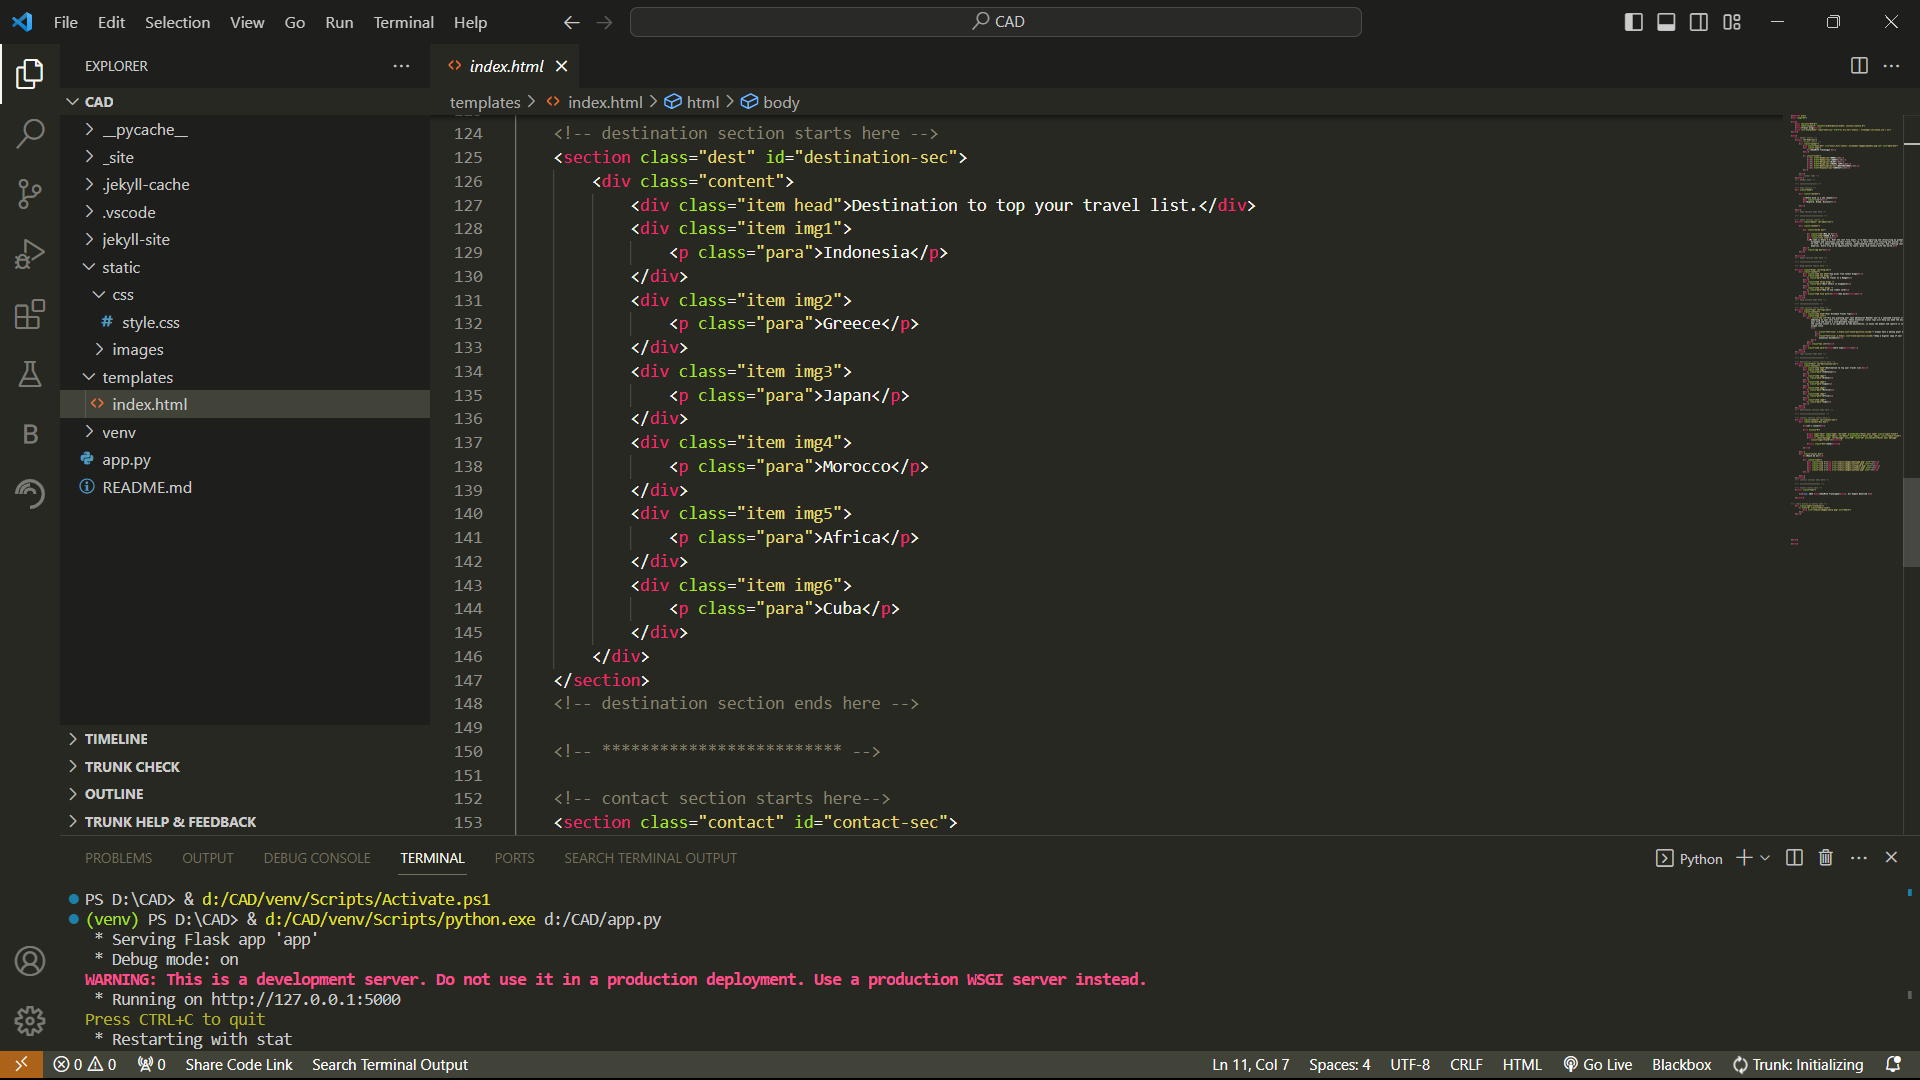 File Edit Selection View Go Run Terminal Help
CAD
EXPLORER
index.html
CAD
templates > index.html > html > body
__pycache__
_site
.jekyll-cache
.vscode
jekyll-site
static
css
# style.css
images
templates
index.html
venv
app.py
README.md
TIMELINE
TRUNK CHECK
OUTLINE
TRUNK HELP & FEEDBACK
124 <!-- destination section starts here -->
125 <section class="dest" id="destination-sec">
126 <div class="content">
127 <div class="item head">Destination to top your travel list.</div>
128 <div class="item img1">
129 <p class="para">Indonesia</p>
130 </div>
131 <div class="item img2">
132 <p class="para">Greece</p>
133 </div>
134 <div class="item img3">
135 <p class="para">Japan</p>
136 </div>
137 <div class="item img4">
138 <p class="para">Morocco</p>
139 </div>
140 <div class="item img5">
141 <p class="para">Africa</p>
142 </div>
143 <div class="item img6">
144 <p class="para">Cuba</p>
145 </div>
146 </div>
147 </section>
148 <!-- destination section ends here -->
149
150 <!-- ************************* -->
151
152 <!-- contact section starts here-->
153 <section class="contact" id="contact-sec">
PROBLEMS OUTPUT DEBUG CONSOLE TERMINAL PORTS SEARCH TERMINAL OUTPUT
Python
PS D:\CAD> & d:/CAD/venv/Scripts/Activate.ps1
(venv) PS D:\CAD> & d:/CAD/venv/Scripts/python.exe d:/CAD/app.py
* Serving Flask app 'app'
* Debug mode: on
WARNING: This is a development server. Do not use it in a production deployment. Use a production WSGI server instead.
* Running on http://127.0.0.1:5000
Press CTRL+C to quit
* Restarting with stat
0 0 0 Share Code Link Search Terminal Output
Ln 11, Col 7 Spaces: 4 UTF-8 CRLF HTML Go Live Blackbox Trunk: Initializing